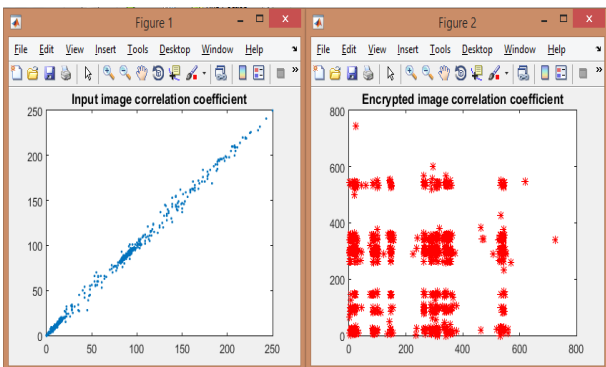 Figure 1
File Edit View Insert Tools Desktop Window Help
Input image correlation coefficient
250
200
150
100
50
0
0 50 100 150 200 250
Figure 2
File Edit View Insert Tools Desktop Window Help
Encrypted image correlation coefficient
800
600
400
200
0
0 200 400 600 800